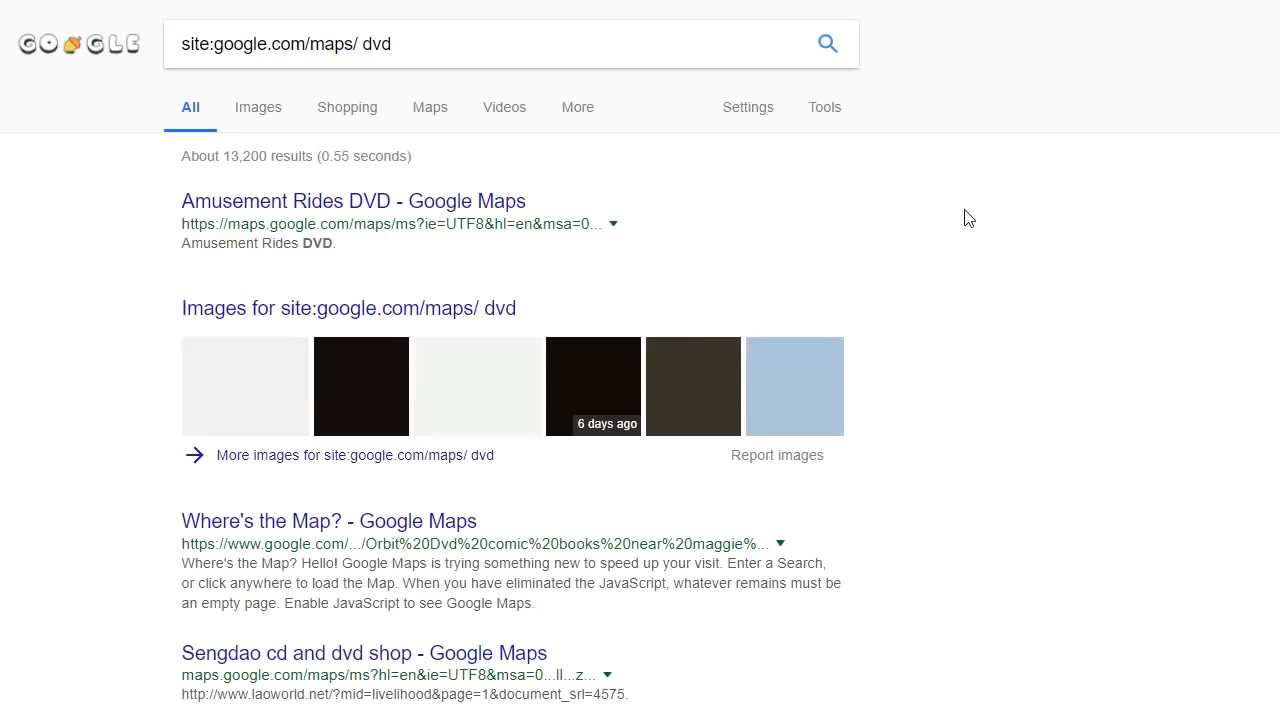 GOOGLE
site:google.com/maps/ dvd
All Images Shopping Maps Videos More Settings Tools
About 13,200 results (0.55 seconds)
Amusement Rides DVD - Google Maps
https://maps.google.com/maps/ms?ie=UTF8&hl=en&msa=0...
Amusement Rides DVD.
Images for site:google.com/maps/ dvd
6 days ago
More images for site:google.com/maps/ dvd Report images
Where's the Map? - Google Maps
https://www.google.com/.../Orbit%20Dvd%20comic%20books%20near%20maggie%...
Where's the Map? Hello! Google Maps is trying something new to speed up your visit. Enter a Search,
or click anywhere to load the Map. When you have eliminated the JavaScript, whatever remains must be
an empty page. Enable JavaScript to see Google Maps.
Sengdao cd and dvd shop - Google Maps
maps.google.com/maps/ms?hl=en&ie=UTF8&msa=0...ll...z...
http://www.laoworld.net/?mid=livelihood&page=1&document_srl=4575.